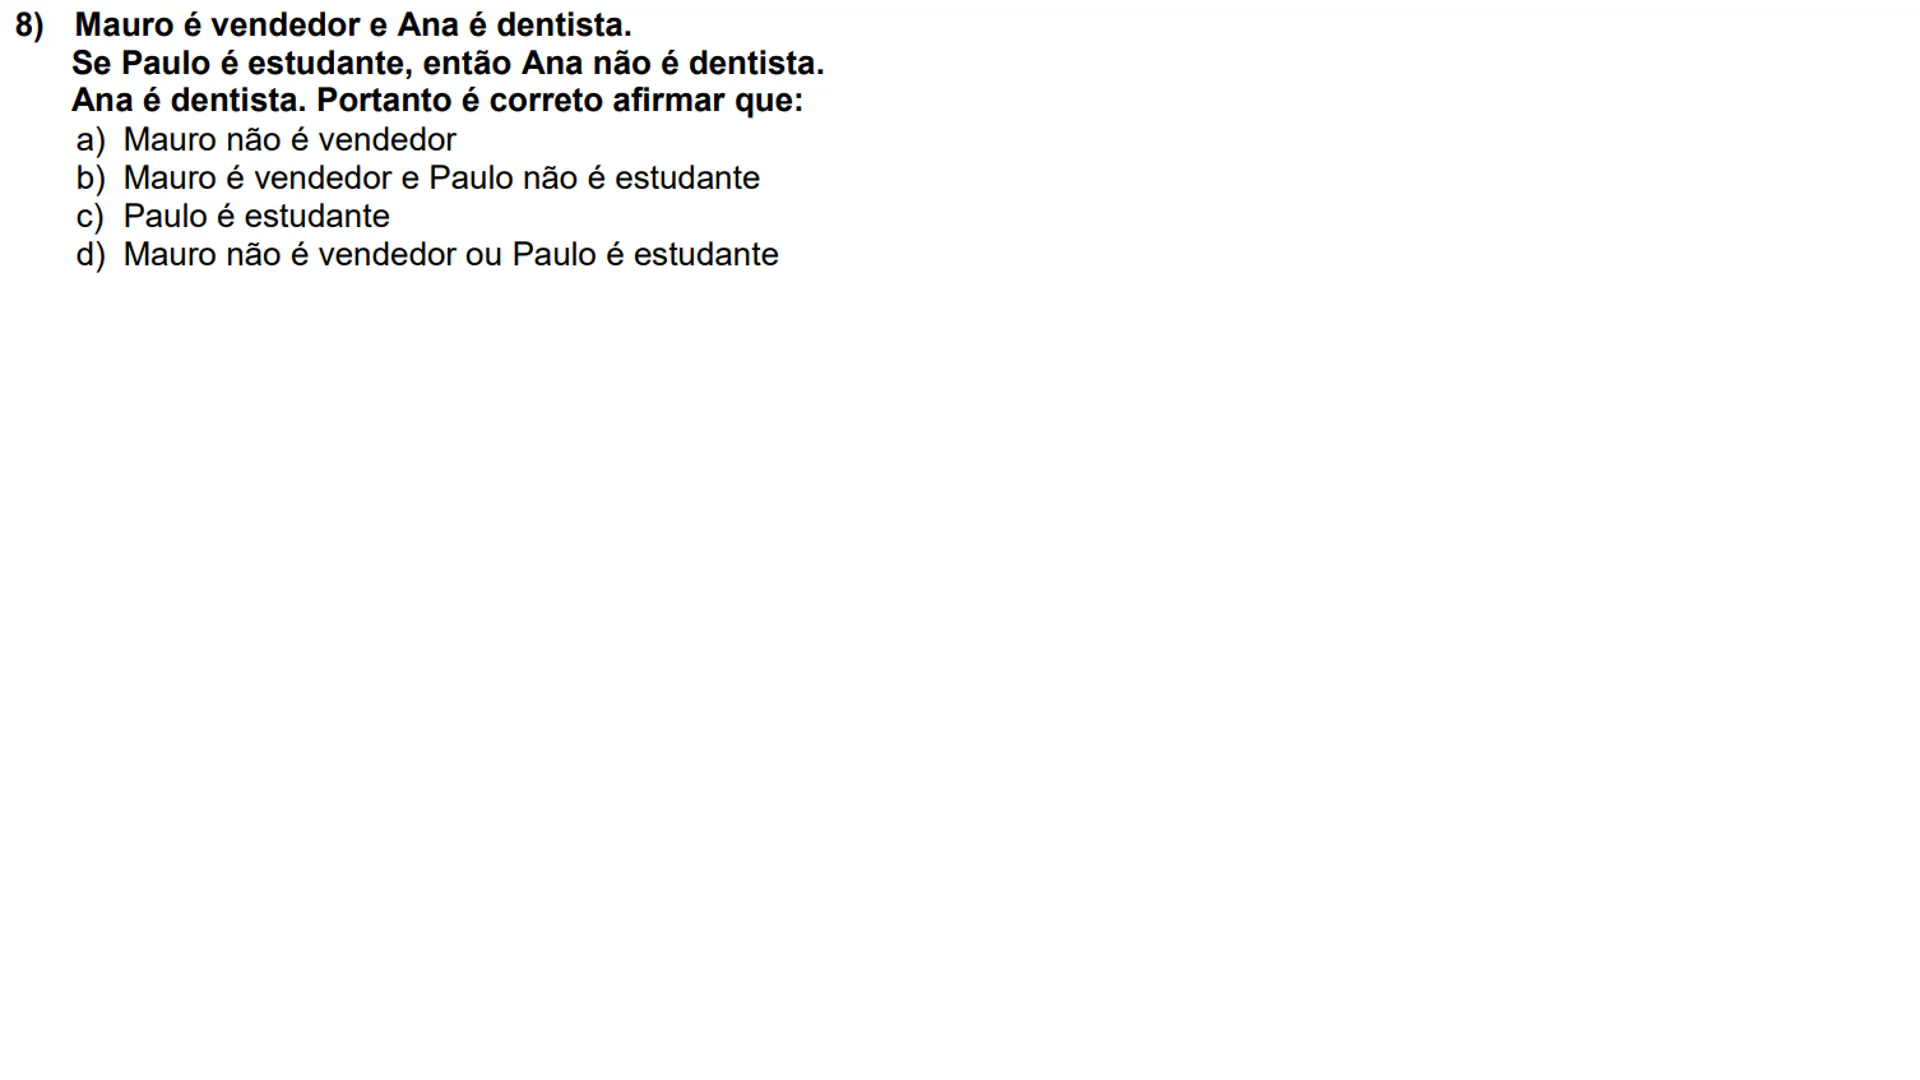 8) Mauro é vendedor e Ana é dentista.
Se Paulo é estudante, então Ana não é dentista.
Ana é dentista. Portanto é correto afirmar que:
a) Mauro não é vendedor
b) Mauro é vendedor e Paulo não é estudante
c) Paulo é estudante
d) Mauro não é vendedor ou Paulo é estudante